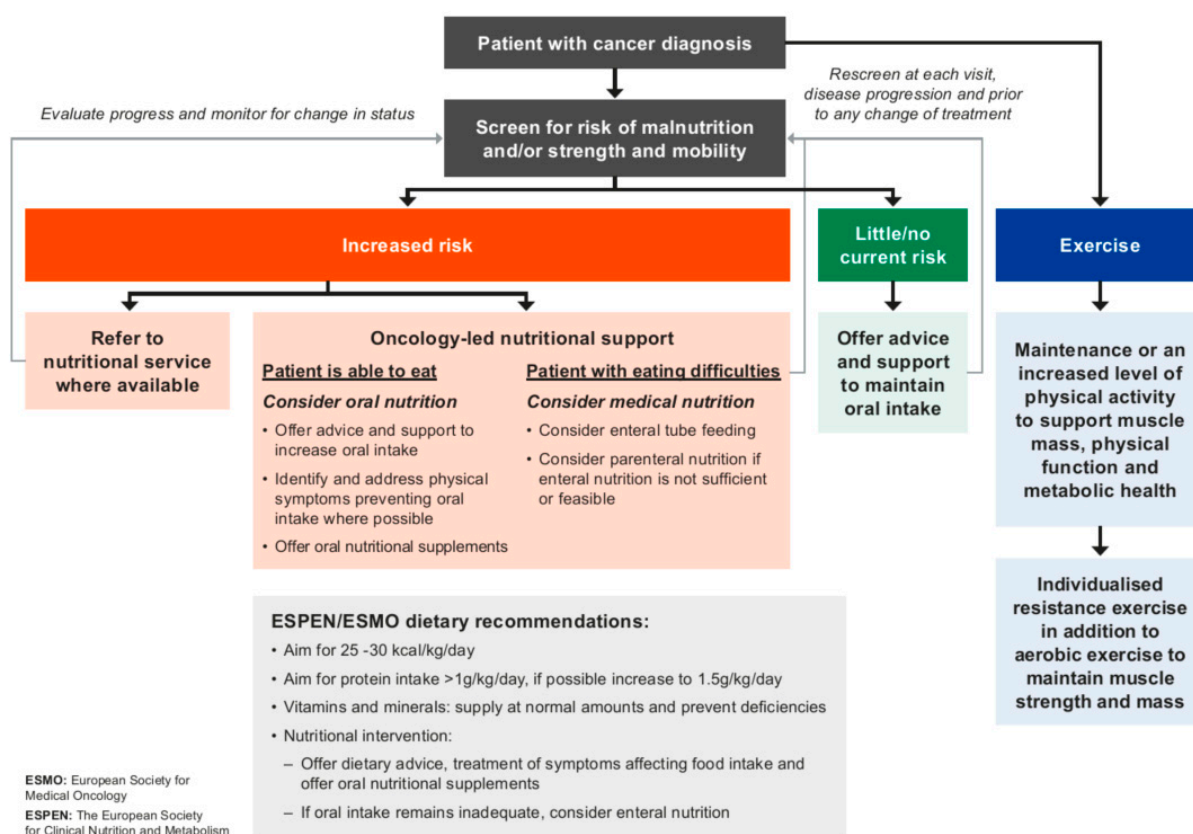 Patient with cancer diagnosis
Evaluate progress and monitor for change in status
Rescreen at each visit,
disease progression and prior
to any change of treatment
Screen for risk of malnutrition
and/or strength and mobility
Increased risk
Little/no
current risk
Exercise
Refer to
nutritional service
where available
Oncology-led nutritional support
Patient is able to eat
Consider oral nutrition
• Offer advice and support to
increase oral intake
• Identify and address physical
symptoms preventing oral
intake where possible
• Offer oral nutritional supplements
Patient with eating difficulties
Consider medical nutrition
• Consider enteral tube feeding
• Consider parenteral nutrition if
enteral nutrition is not sufficient
or feasible
Offer advice
and support
to maintain
oral intake
Maintenance or an
increased level of
physical activity
to support muscle
mass, physical
function and
metabolic health
Individualised
resistance exercise
in addition to
aerobic exercise to
maintain muscle
strength and mass
ESPEN/ESMO dietary recommendations:
• Aim for 25 -30 kcal/kg/day
• Aim for protein intake >1g/kg/day, if possible increase to 1.5g/kg/day
• Vitamins and minerals: supply at normal amounts and prevent deficiencies
• Nutritional intervention:
– Offer dietary advice, treatment of symptoms affecting food intake and
offer oral nutritional supplements
– If oral intake remains inadequate, consider enteral nutrition
ESMO: European Society for
Medical Oncology
ESPEN: The European Society
for Clinical Nutrition and Metabolism